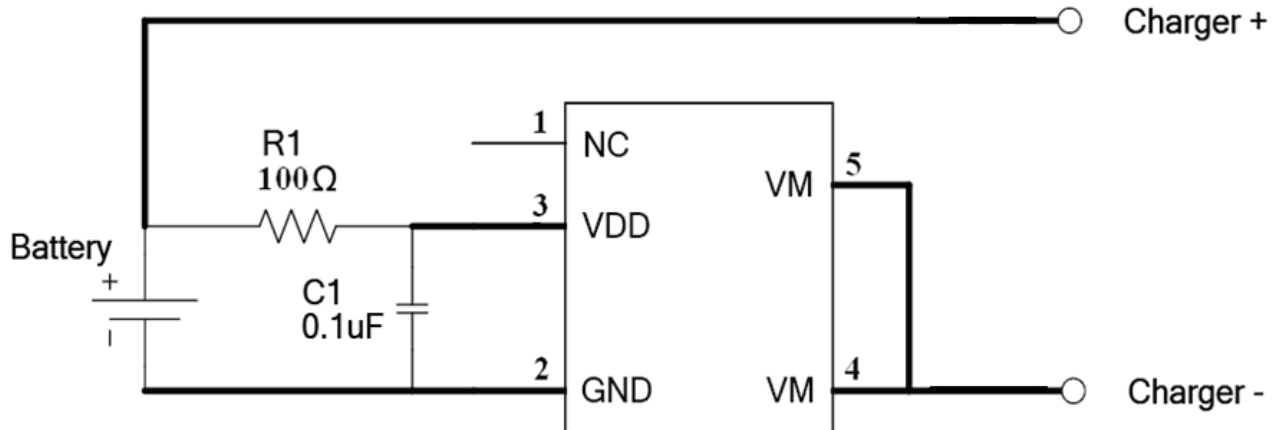 Charger +
1
NC
R1
100Ω
5
VM
3
VDD
Battery
+
C1
0.1uF
-
2
GND
4
VM
Charger -